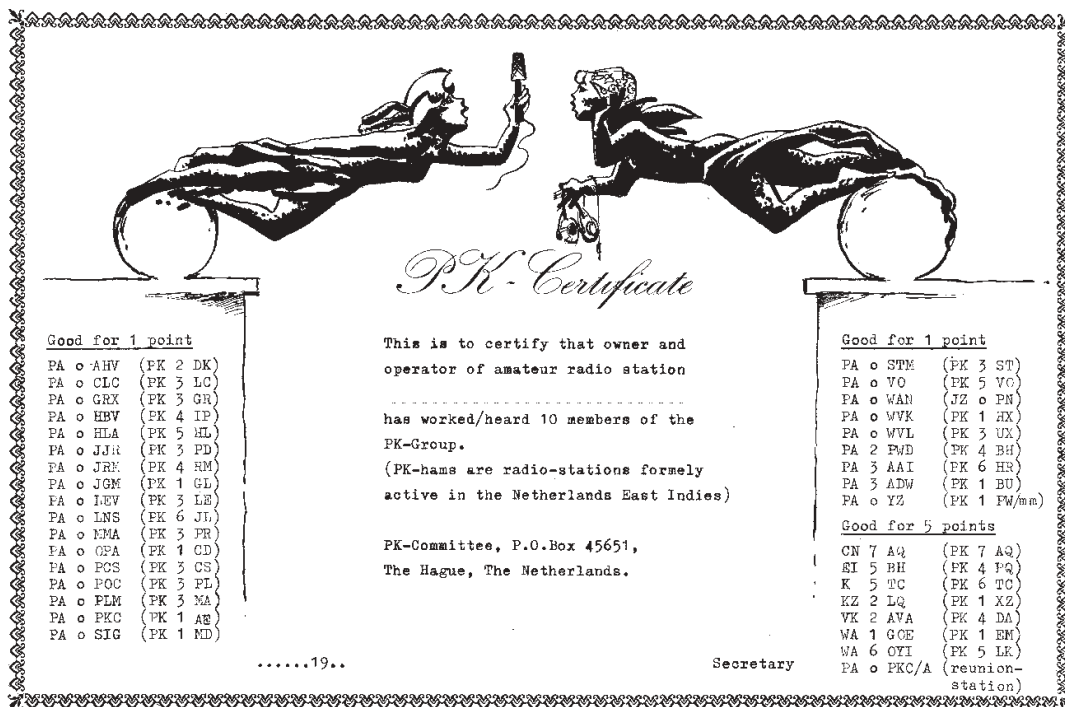 PK - Certificate
Good for 1 point
PA o AHV (PK 2 DK)
PA o CLC (PK 3 LC)
PA o GRX (PK 3 GR)
PA o HBV (PK 4 IP)
PA o HLA (PK 5 HL)
PA o JJR (PK 3 PD)
PA o JRM (PK 4 RM)
PA o JGM (PK 1 GL)
PA o LEV (PK 3 LE)
PA o LNS (PK 6 JL)
PA o MMA (PK 3 PR)
PA o OPA (PK 1 CD)
PA o PCS (PK 3 CS)
PA o POC (PK 3 PL)
PA o PLM (PK 3 MA)
PA o PKC (PK 1 AE)
PA o SIG (PK 1 MD)
This is to certify that owner and
operator of amateur radio station
has worked/heard 10 members of the
PK-Group.
(PK-hams are radio-stations formely
active in the Netherlands East Indies)
PK-Committee, P.O.Box 45651,
The Hague, The Netherlands.
......19..
Secretary
Good for 1 point
PA o STM (PK 3 ST)
PA o VO (PK 5 VO)
PA o WAN (JZ o PN)
PA o WVK (PK 1 HX)
PA o WVL (PK 3 UX)
PA 2 PWD (PK 4 BH)
PA 3 AAI (PK 6 HR)
PA 3 ADW (PK 1 BU)
PA o YZ (PK 1 PW/mm)
Good for 5 points
CN 7 AQ (PK 7 AQ)
EI 5 BH (PK 4 PQ)
K 5 TC (PK 6 TC)
KZ 2 LQ (PK 1 XZ)
VK 2 AVA (PK 4 DA)
WA 1 GOE (PK 1 EM)
WA 6 OYI (PK 5 LK)
PA o PKC/A (reunion-
station)